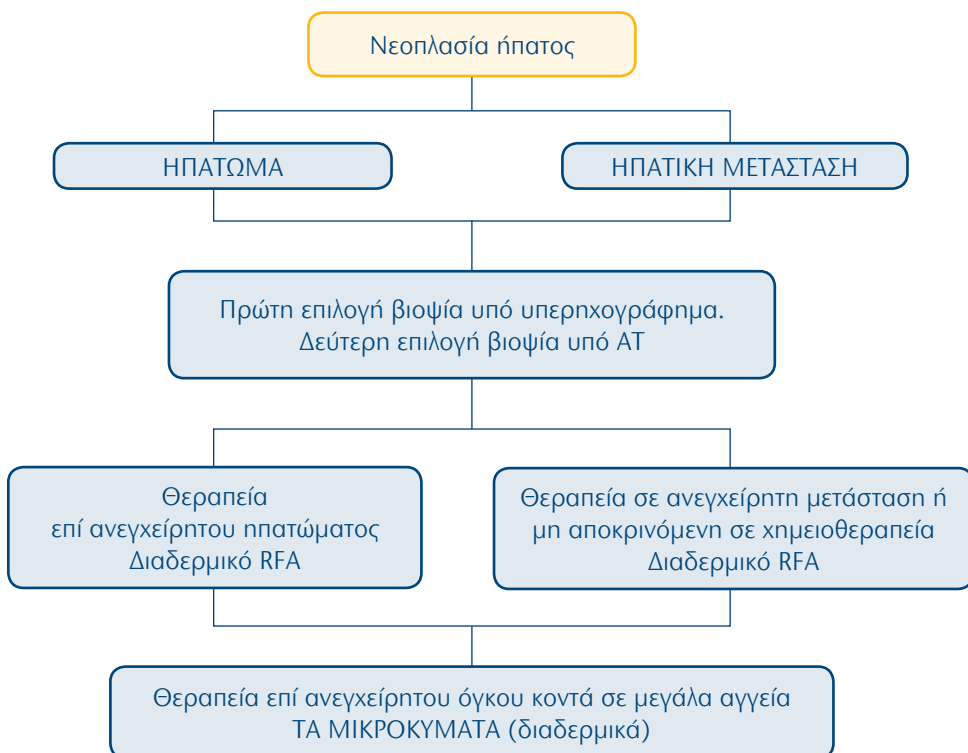 Νεοπλασία ήπατος
ΗΠΑΤΩΜΑ
ΗΠΑΤΙΚΗ ΜΕΤΑΣΤΑΣΗ
Πρώτη επιλογή βιοψία υπό υπερηχογράφημα.
Δεύτερη επιλογή βιοψία υπό ΑΤ
Θεραπεία
επί ανεγχείρητου ηπατώματος
Διαδερμικό RFA
Θεραπεία σε ανεγχείρητη μετάσταση ή
μη αποκρινόμενη σε χημειοθεραπεία
Διαδερμικό RFA
Θεραπεία επί ανεγχείρητου όγκου κοντά σε μεγάλα αγγεία
ΤΑ ΜΙΚΡΟΚΥΜΑΤΑ (διαδερμικά)